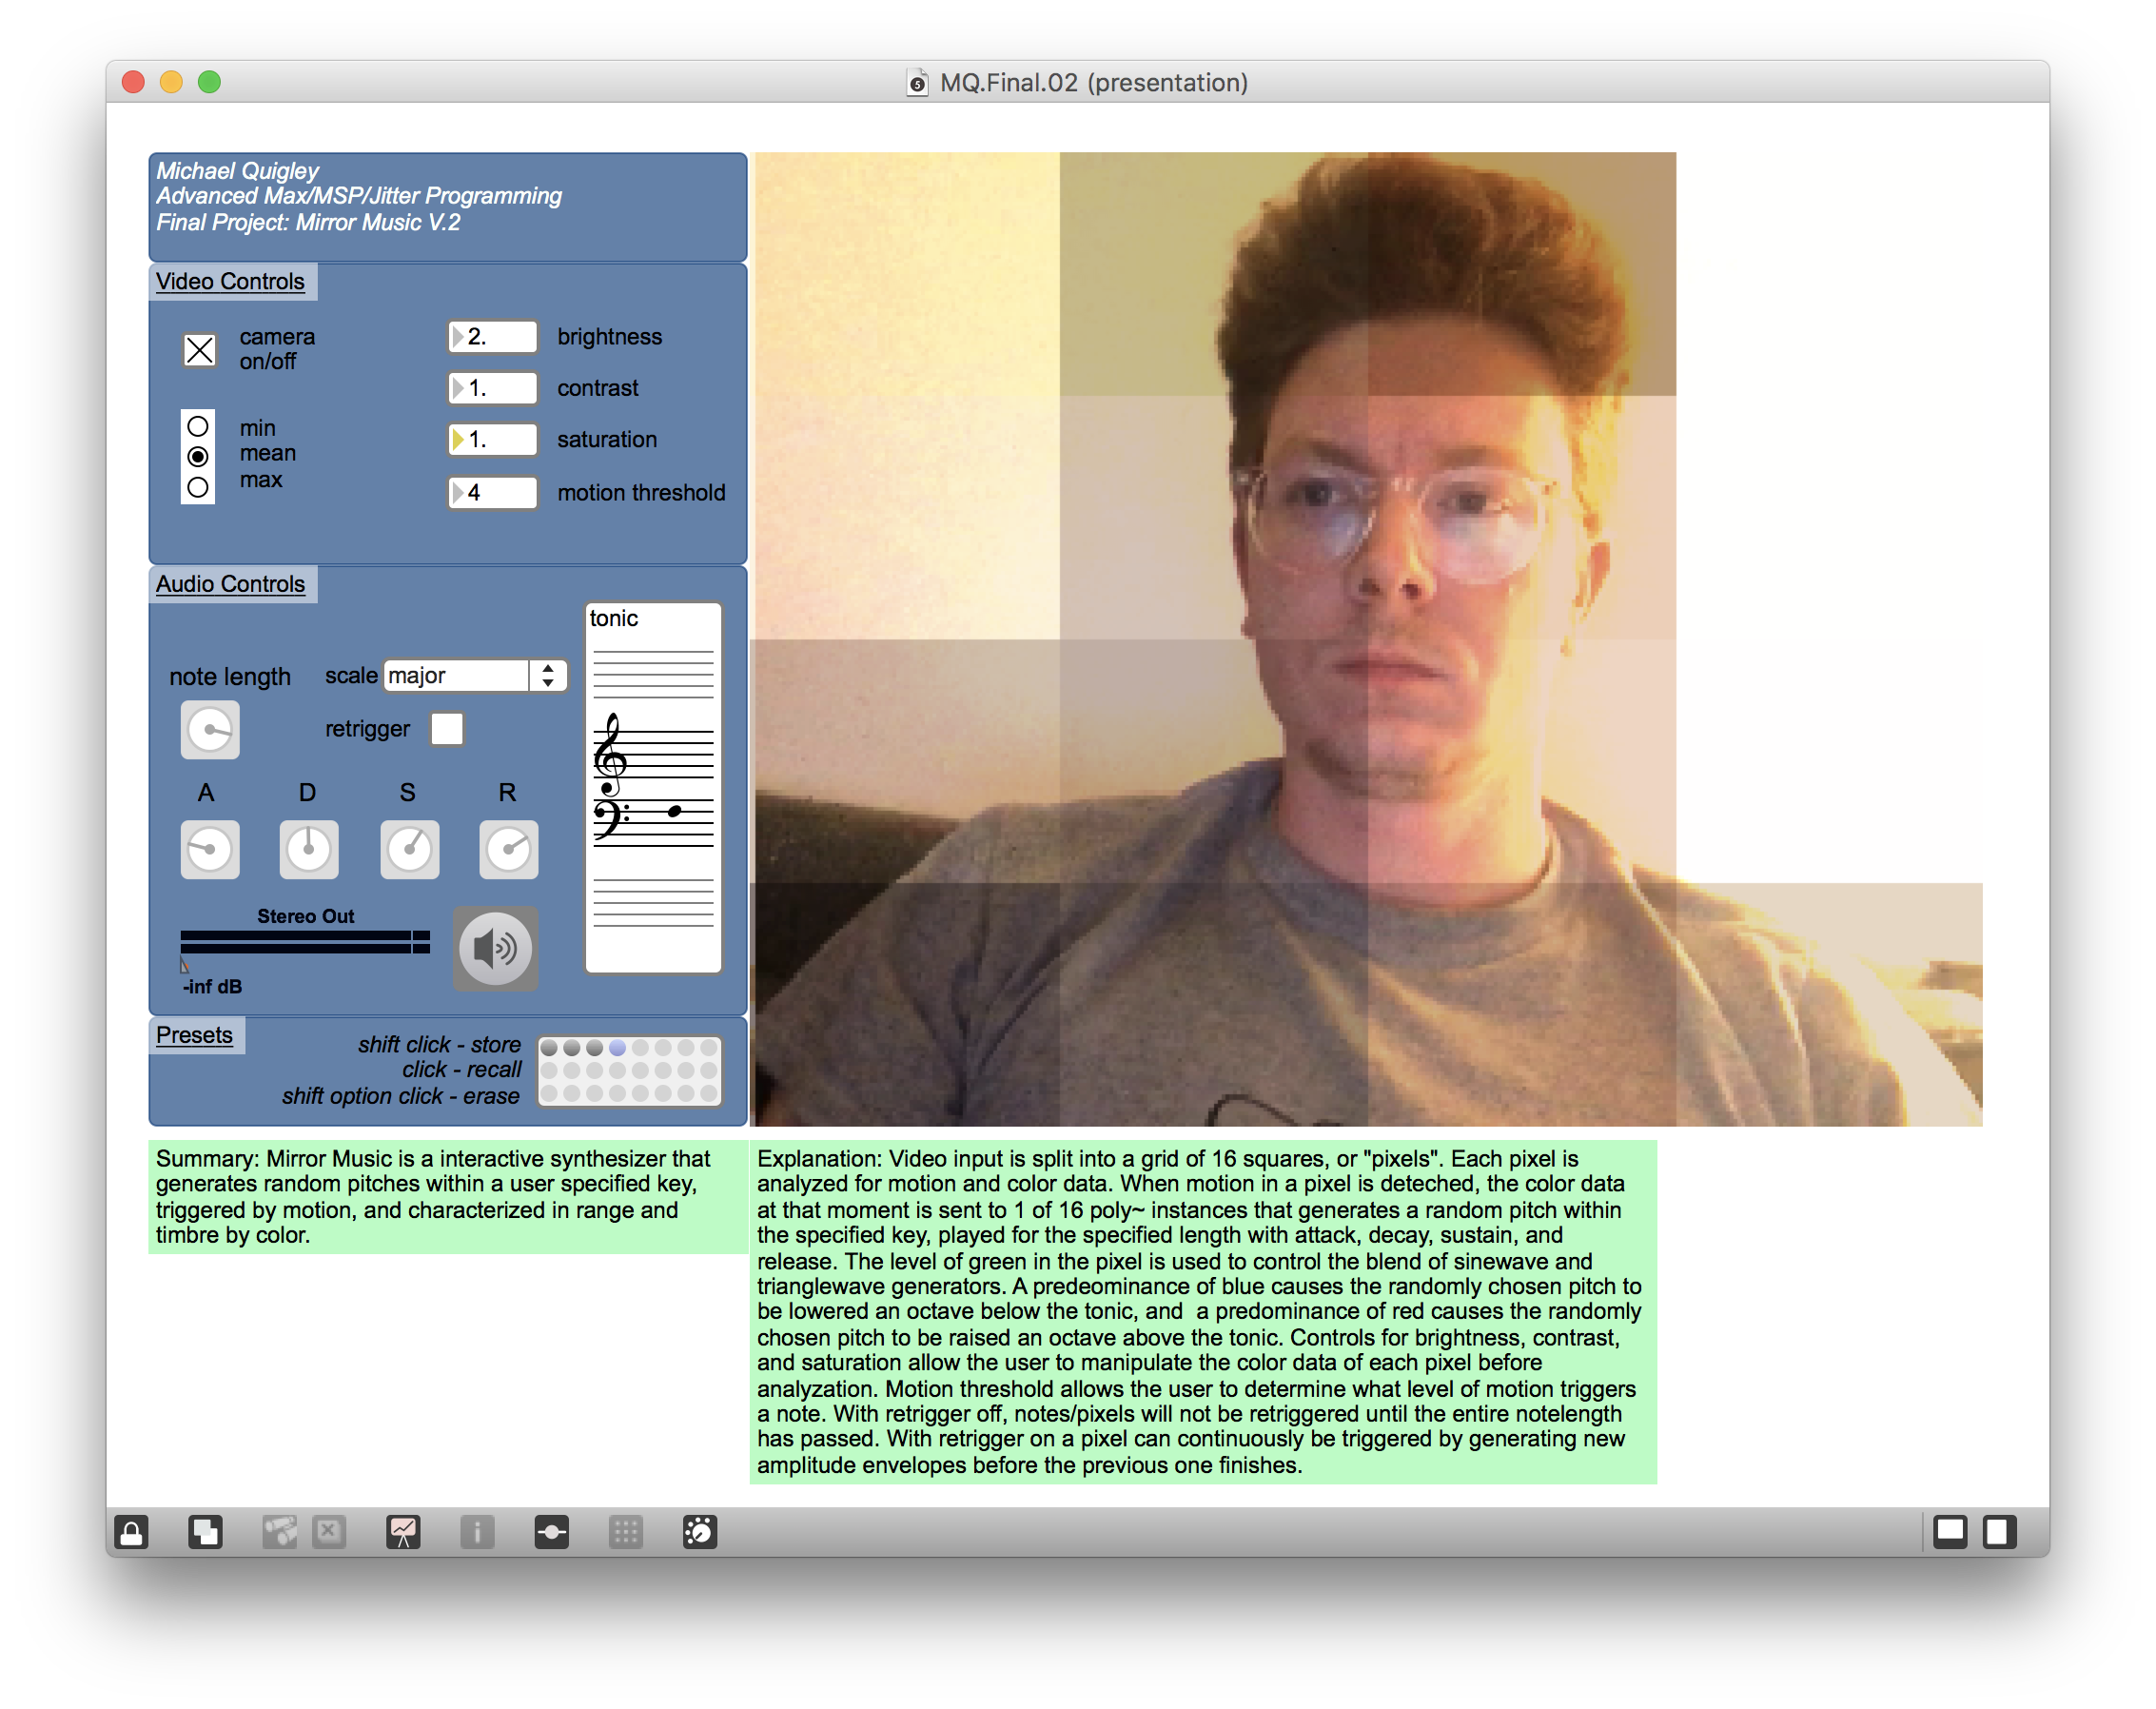 MQ.Final.02 (presentation)
Michael Quigley
Advanced Max/MSP/Jitter Programming
Final Project: Mirror Music V.2
Video Controls
camera
on/off
min
mean
max
2. brightness
1. contrast
1. saturation
4 motion threshold
Audio Controls
note length
scale major
retrigger
tonic
A D S R
Stereo Out
-inf dB
Presets
shift click - store
click - recall
shift option click - erase
Summary: Mirror Music is a interactive synthesizer that
generates random pitches within a user specified key,
triggered by motion, and characterized in range and
timbre by color.
Explanation: Video input is split into a grid of 16 squares, or "pixels". Each pixel is
analyzed for motion and color data. When motion in a pixel is deteched, the color data
at that moment is sent to 1 of 16 poly~ instances that generates a random pitch within
the specified key, played for the specified length with attack, decay, sustain, and
release. The level of green in the pixel is used to control the blend of sinewave and
trianglewave generators. A predeominance of blue causes the randomly chosen pitch to
be lowered an octave below the tonic, and  a predominance of red causes the randomly
chosen pitch to be raised an octave above the tonic. Controls for brightness, contrast,
and saturation allow the user to manipulate the color data of each pixel before
analyzation. Motion threshold allows the user to determine what level of motion triggers
a note. With retrigger off, notes/pixels will not be retriggered until the entire notelength
has passed. With retrigger on a pixel can continuously be triggered by generating new
amplitude envelopes before the previous one finishes.